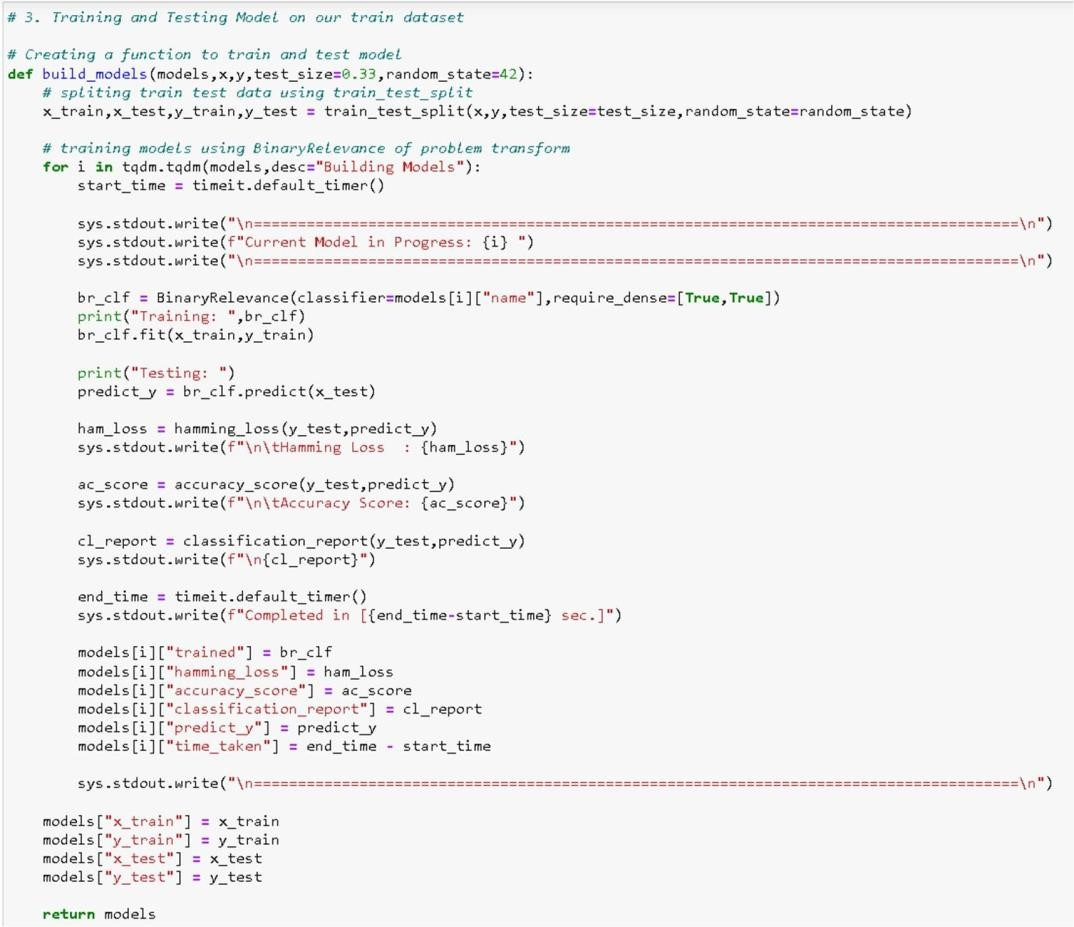 # 3. Training and Testing Model on our train dataset

# Creating a function to train and test model
def build_models(models,x,y,test_size=0.33,random_state=42):
    # spliting train test data using train_test_split
    x_train,x_test,y_train,y_test = train_test_split(x,y,test_size=test_size,random_state=random_state)

    # training models using BinaryRelevance of problem transform
    for i in tqdm.tqdm(models,desc="Building Models"):
        start_time = timeit.default_timer()

        sys.stdout.write("\n=======================================================================================\n")
        sys.stdout.write(f"Current Model in Progress: {i} ")
        sys.stdout.write("\n=======================================================================================\n")

        br_clf = BinaryRelevance(classifier=models[i]["name"],require_dense=[True,True])
        print("Training: ",br_clf)
        br_clf.fit(x_train,y_train)

        print("Testing: ")
        predict_y = br_clf.predict(x_test)

        ham_loss = hamming_loss(y_test,predict_y)
        sys.stdout.write(f"\n\tHamming Loss  : {ham_loss}")

        ac_score = accuracy_score(y_test,predict_y)
        sys.stdout.write(f"\n\tAccuracy Score: {ac_score}")

        cl_report = classification_report(y_test,predict_y)
        sys.stdout.write(f"\n{cl_report}")

        end_time = timeit.default_timer()
        sys.stdout.write(f"Completed in [{end_time-start_time} sec.]")

        models[i]["trained"] = br_clf
        models[i]["hamming_loss"] = ham_loss
        models[i]["accuracy_score"] = ac_score
        models[i]["classification_report"] = cl_report
        models[i]["predict_y"] = predict_y
        models[i]["time_taken"] = end_time - start_time

        sys.stdout.write("\n=======================================================================================\n")

    models["x_train"] = x_train
    models["y_train"] = y_train
    models["x_test"] = x_test
    models["y_test"] = y_test

    return models